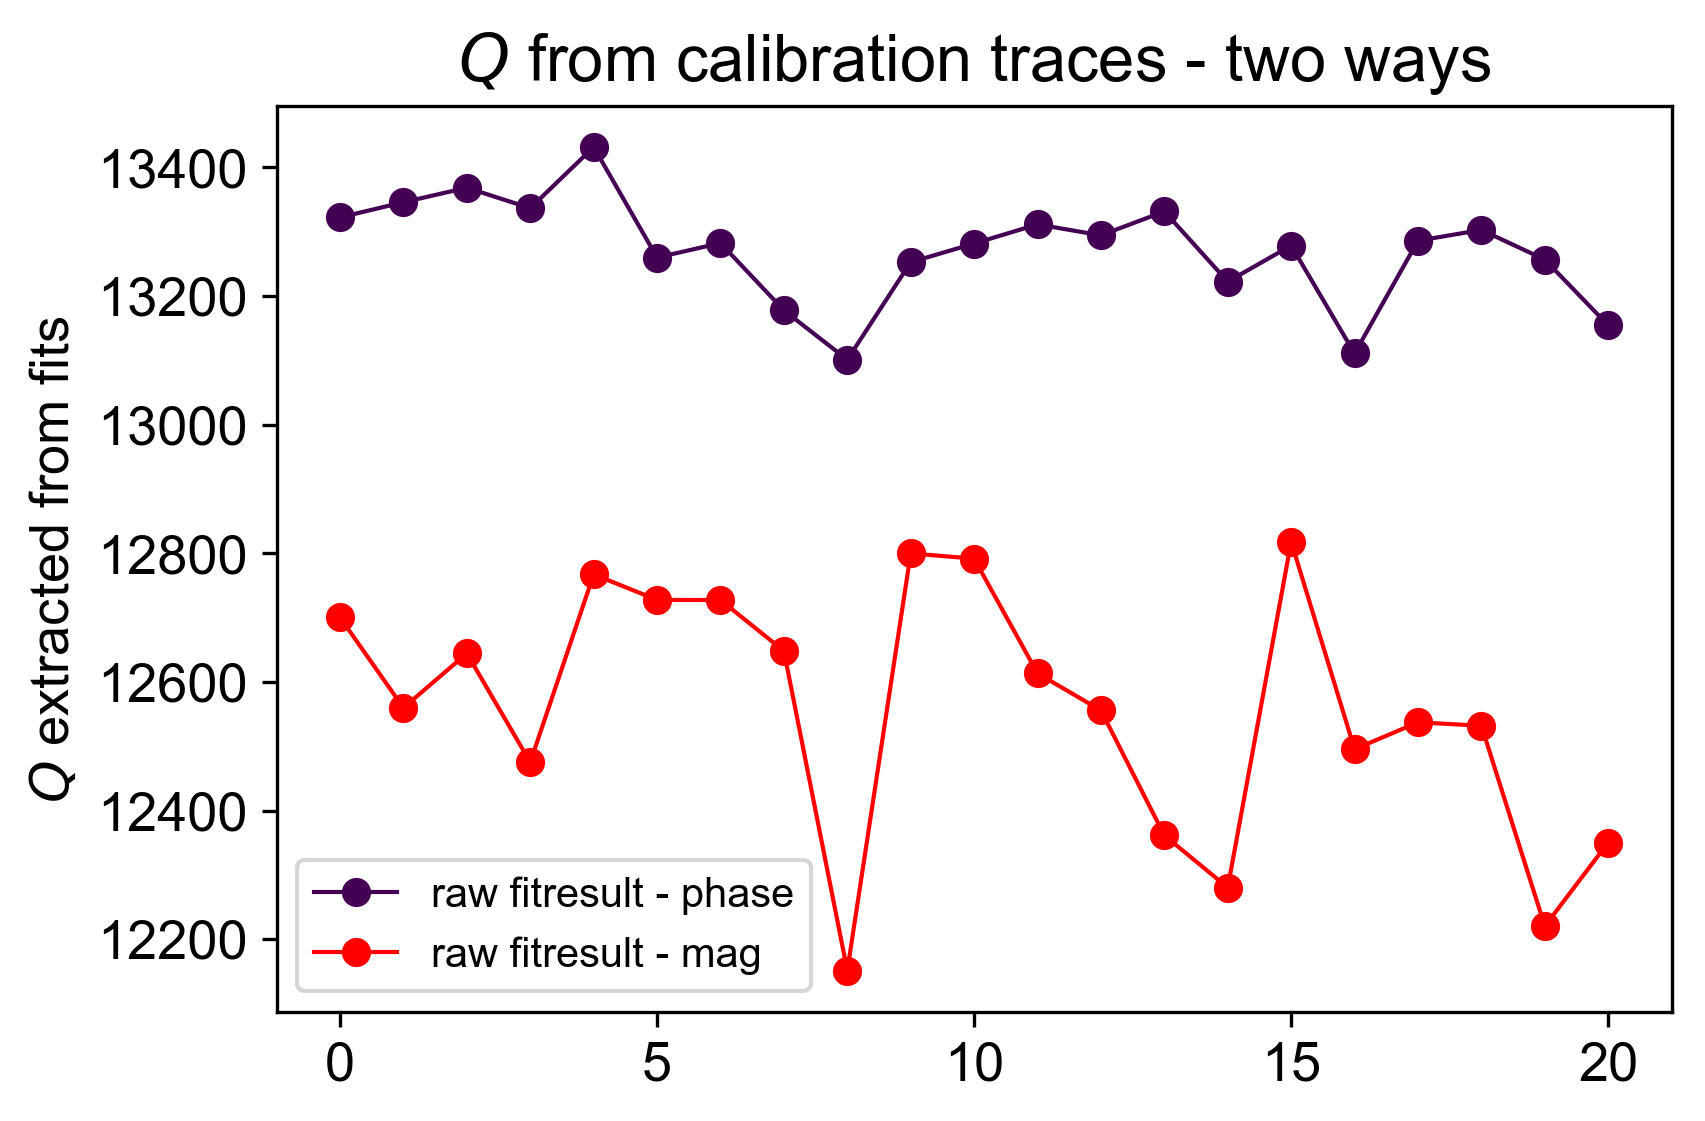 Q from calibration traces - two ways
Q extracted from fits
13400
13200
13000
12800
12600
12400
12200
raw fitresult - phase
raw fitresult - mag
0 5 10 15 20